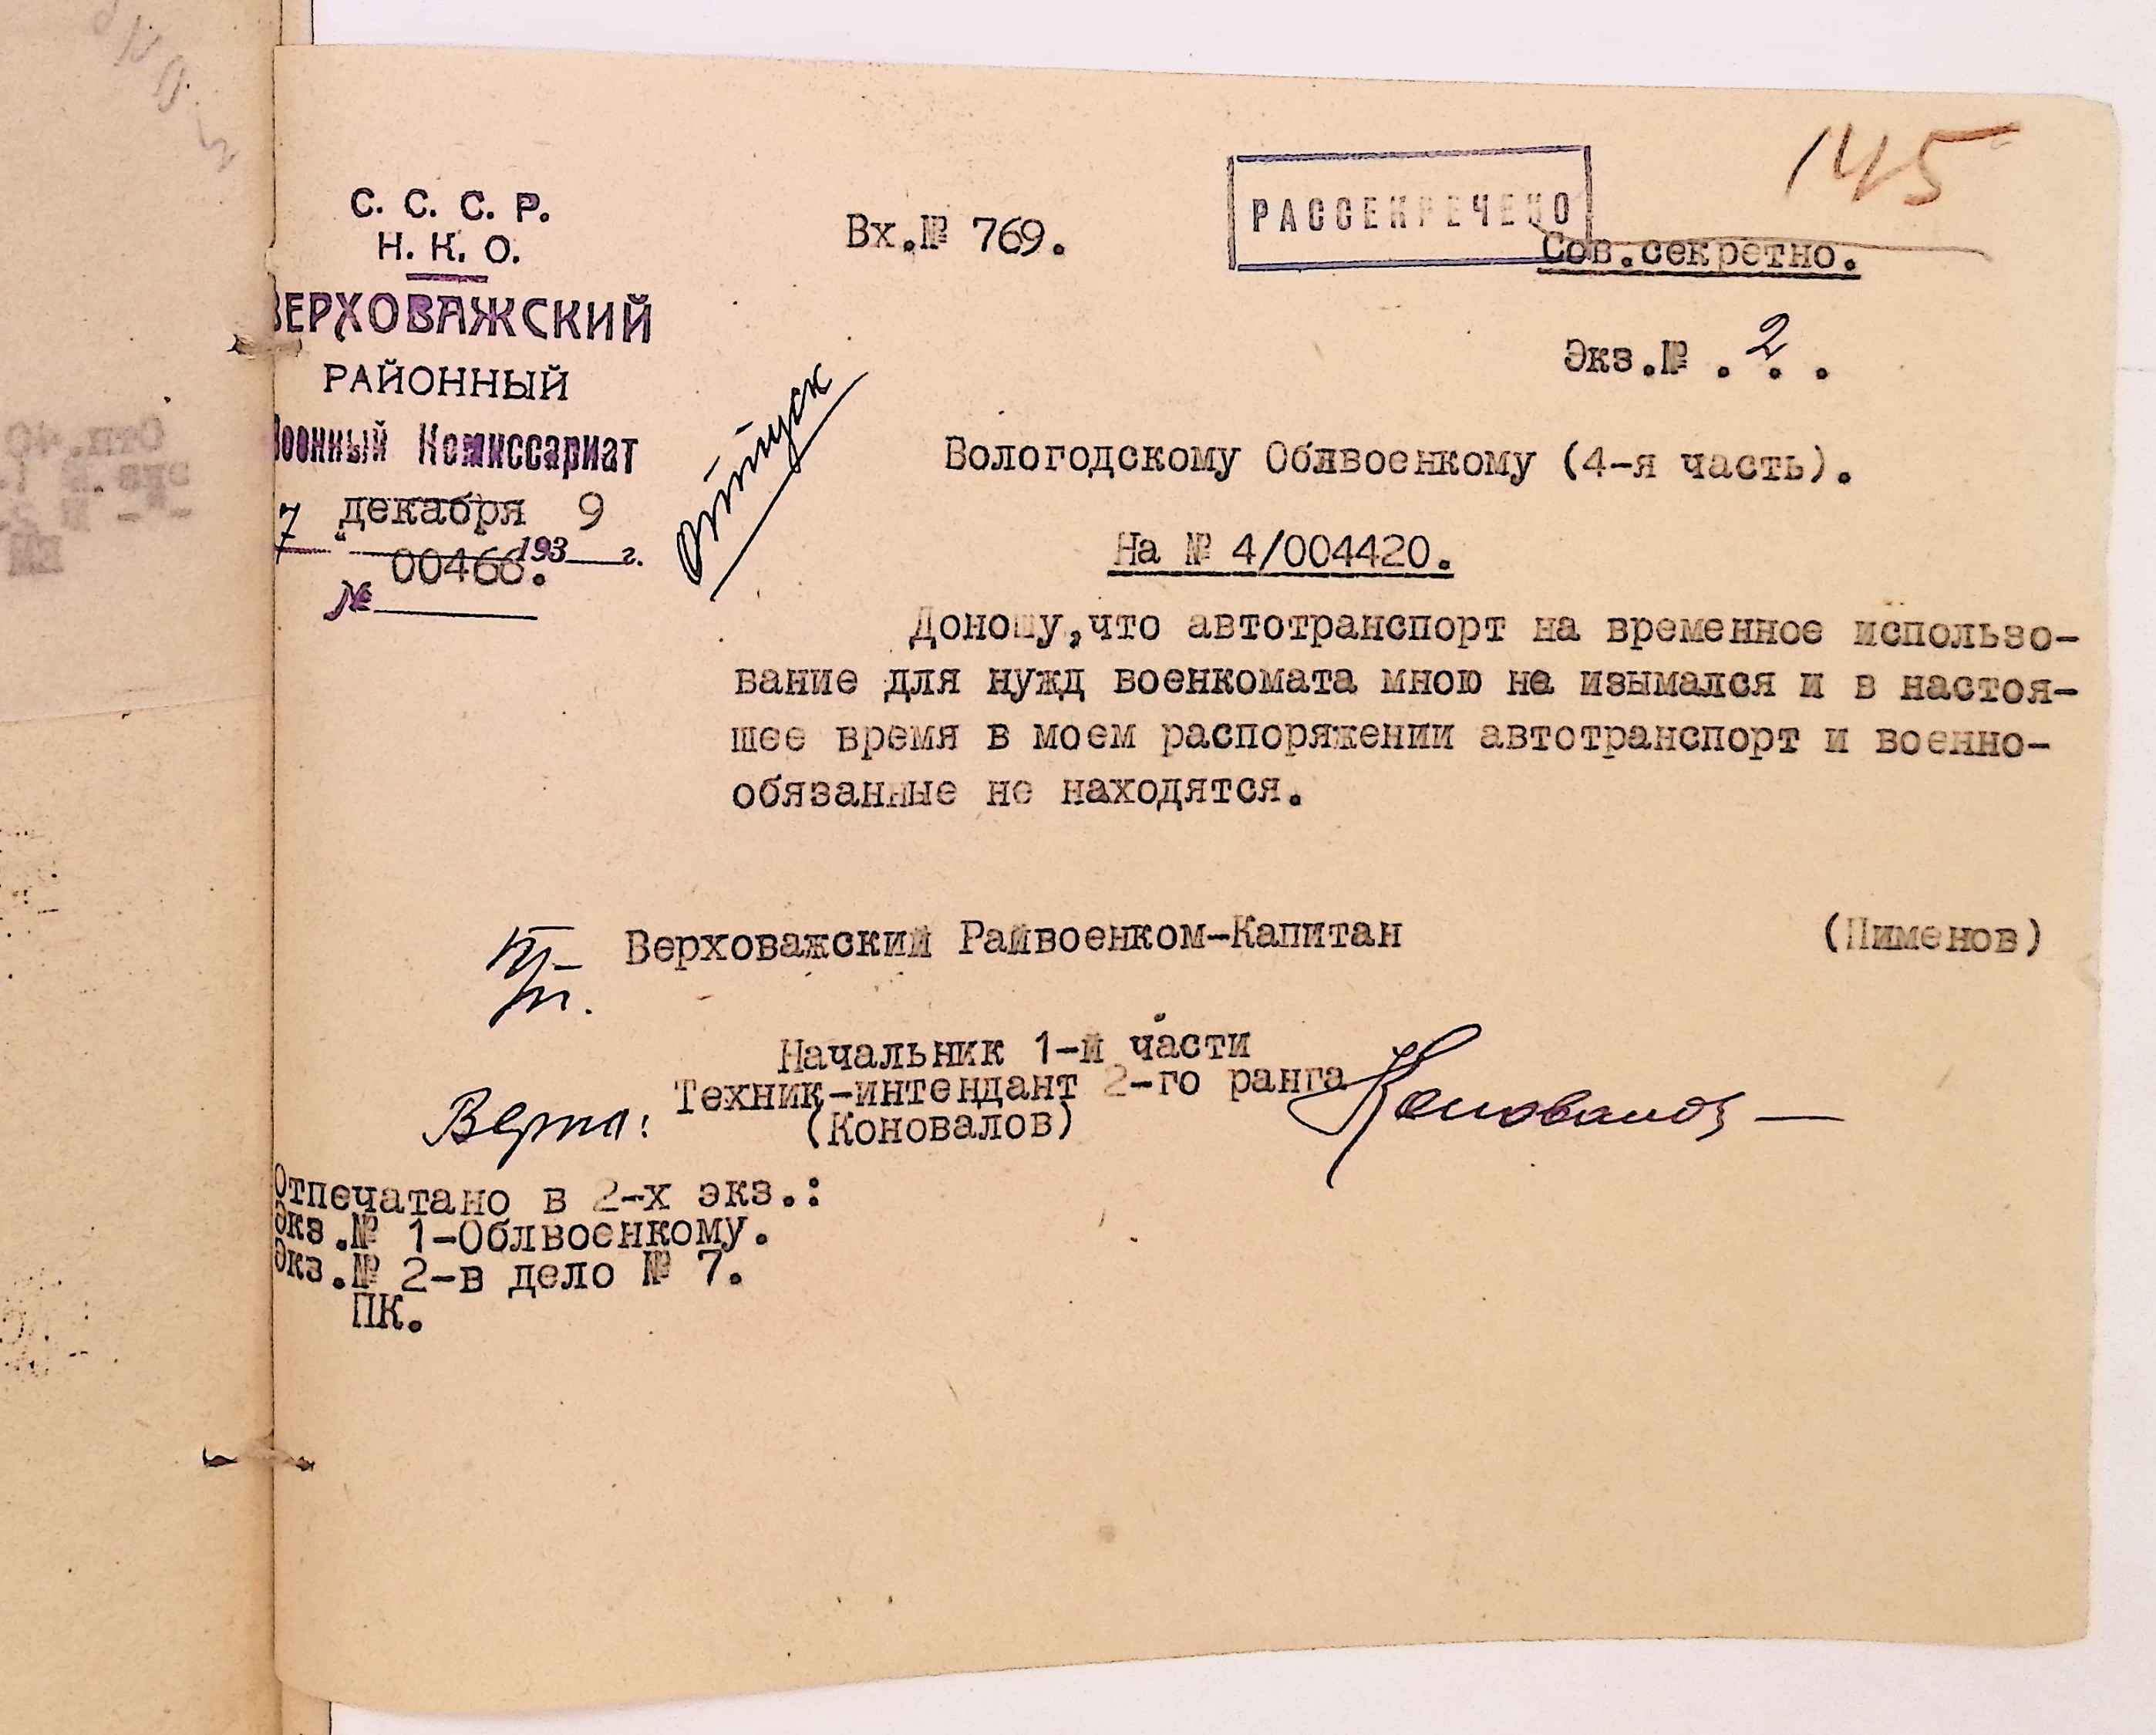 145
С. С. С. Р.
Н. К. О.
ВЕРХОВАЖСКИЙ
РАЙОННЫЙ
Военный Комиссариат
7 " декабря 1939 г.
№ 00466.
Вх.№ 769.
РАССЕКРЕЧЕНО
Сов.секретно.
Экз.№ .2. .
отпуск
Вологодскому Облвоенкому (4-я часть).
На № 4/004420.
Доношу,что автотранспорт на временное использо-
вание для нужд военкомата мною не изымался и в настоя-
шее время в моем распоряжении автотранспорт и военно-
обязанные не находятся.
Верховажский Райвоенком-Капитан (Пименов)
Начальник 1-й части
Техник-интендант 2-го ранга
Верно: (Коновалов) Коновалов
Отпечатано в 2-х экз.:
Экз.№ 1-Облвоенкому.
Экз.№ 2-в дело № 7.
ПК.